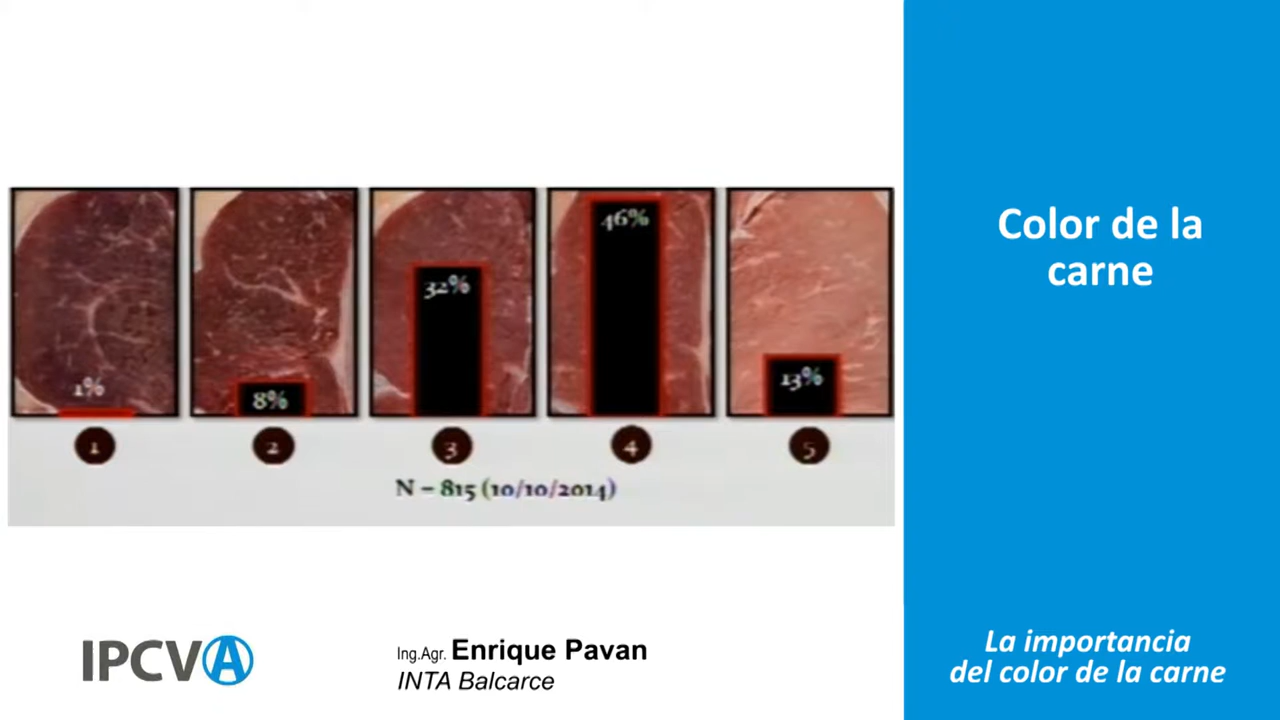 Color de la
carne
1%
8%
32%
46%
13%
1
2
3
4
5
N = 815 (10/10/2014)
IPCVA
Ing.Agr. Enrique Pavan
INTA Balcarce
La importancia
del color de la carne